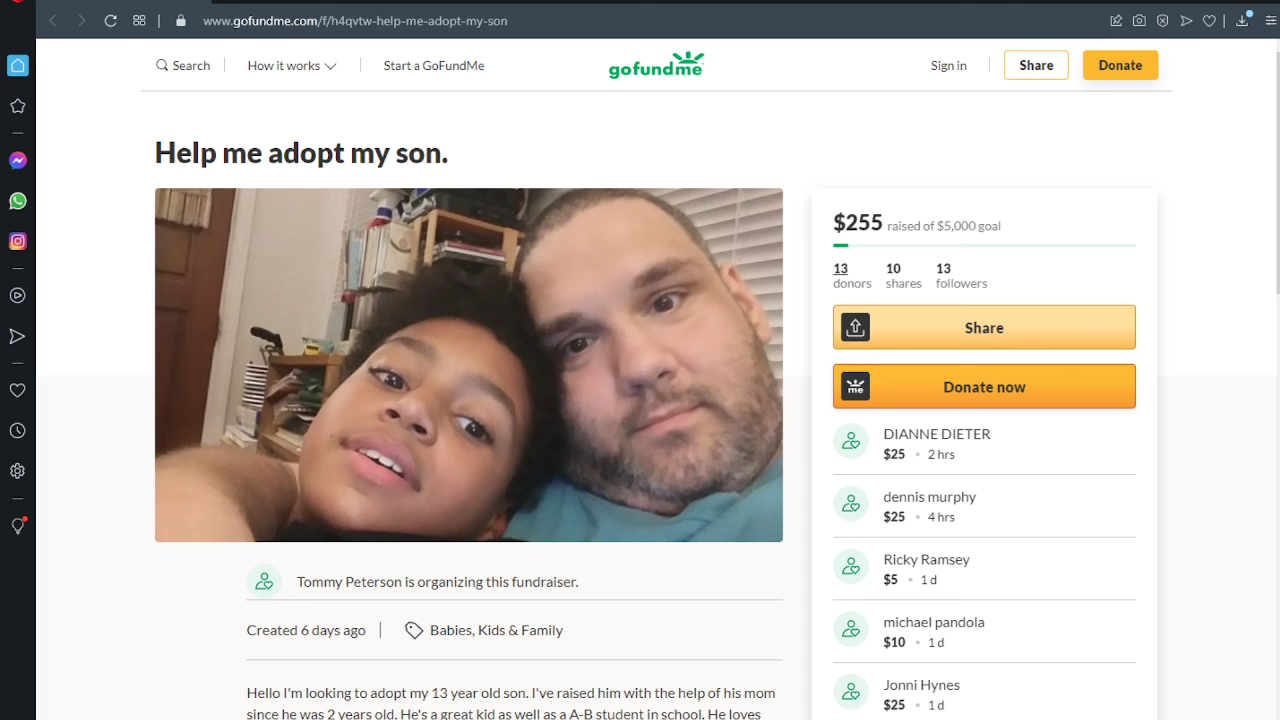 www.gofundme.com/f/h4qvtw-help-me-adopt-my-son
Search
How it works
Start a GoFundMe
gofundme
Sign in
Share
Donate
Help me adopt my son.
$255 raised of $5,000 goal
13 10 13
donors shares followers
Share
me Donate now
DIANNE DIETER
$25 • 2 hrs
dennis murphy
$25 • 4 hrs
Ricky Ramsey
$5 • 1 d
michael pandola
$10 • 1 d
Jonni Hynes
$25 • 1 d
Tommy Peterson is organizing this fundraiser.
Created 6 days ago
Babies, Kids & Family
Hello I'm looking to adopt my 13 year old son. I've raised him with the help of his mom
since he was 2 years old. He's a great kid as well as a A-B student in school. He loves